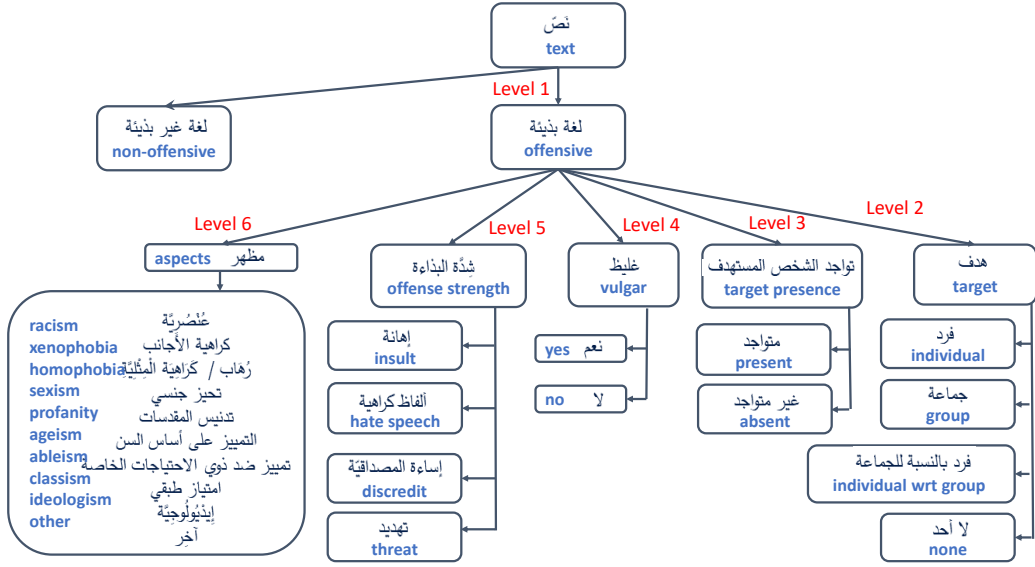 نَصّ
text
Level 1
لغة غير بذيئة
non-offensive
لغة بذيئة
offensive
Level 6
Level 5
Level 4
Level 3
Level 2
aspects مظهر
شِدَّة البذاءة
offense strength
غليظ
vulgar
تواجد الشخص المستهدف
target presence
هدف
target
racism
xenophobia
homophobia
sexism
profanity
ageism
ableism
classism
ideologism
other
عُنْصُرِيَّة
كراهية الأجانب
رُهَاب / كَرَاهِيَة الْمِثْلِيَّةِ
تحيز جنسي
تدنيس المقدسات
التمييز على أساس السن
تمييز ضد ذوي الاحتياجات الخاصة
امتياز طبقي
إِيذْيُولُوجِيَّة
آخِر
إهانة
insult
ألفاظ كراهية
hate speech
إساءة المصداقيّة
discredit
تهديد
threat
yes نعم
no لا
متواجد
present
غير متواجد
absent
فرد
individual
جماعة
group
فرد بالنسبة للجماعة
individual wrt group
لا أحد
none